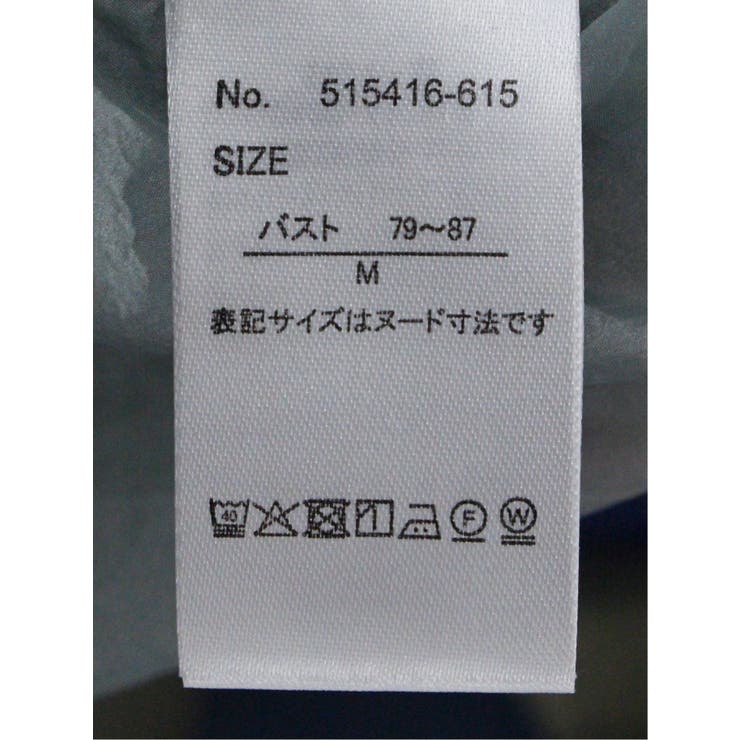 No. 515416-615
SIZE
バスト 79～87
M
表記サイズはヌード寸法です
40 F W